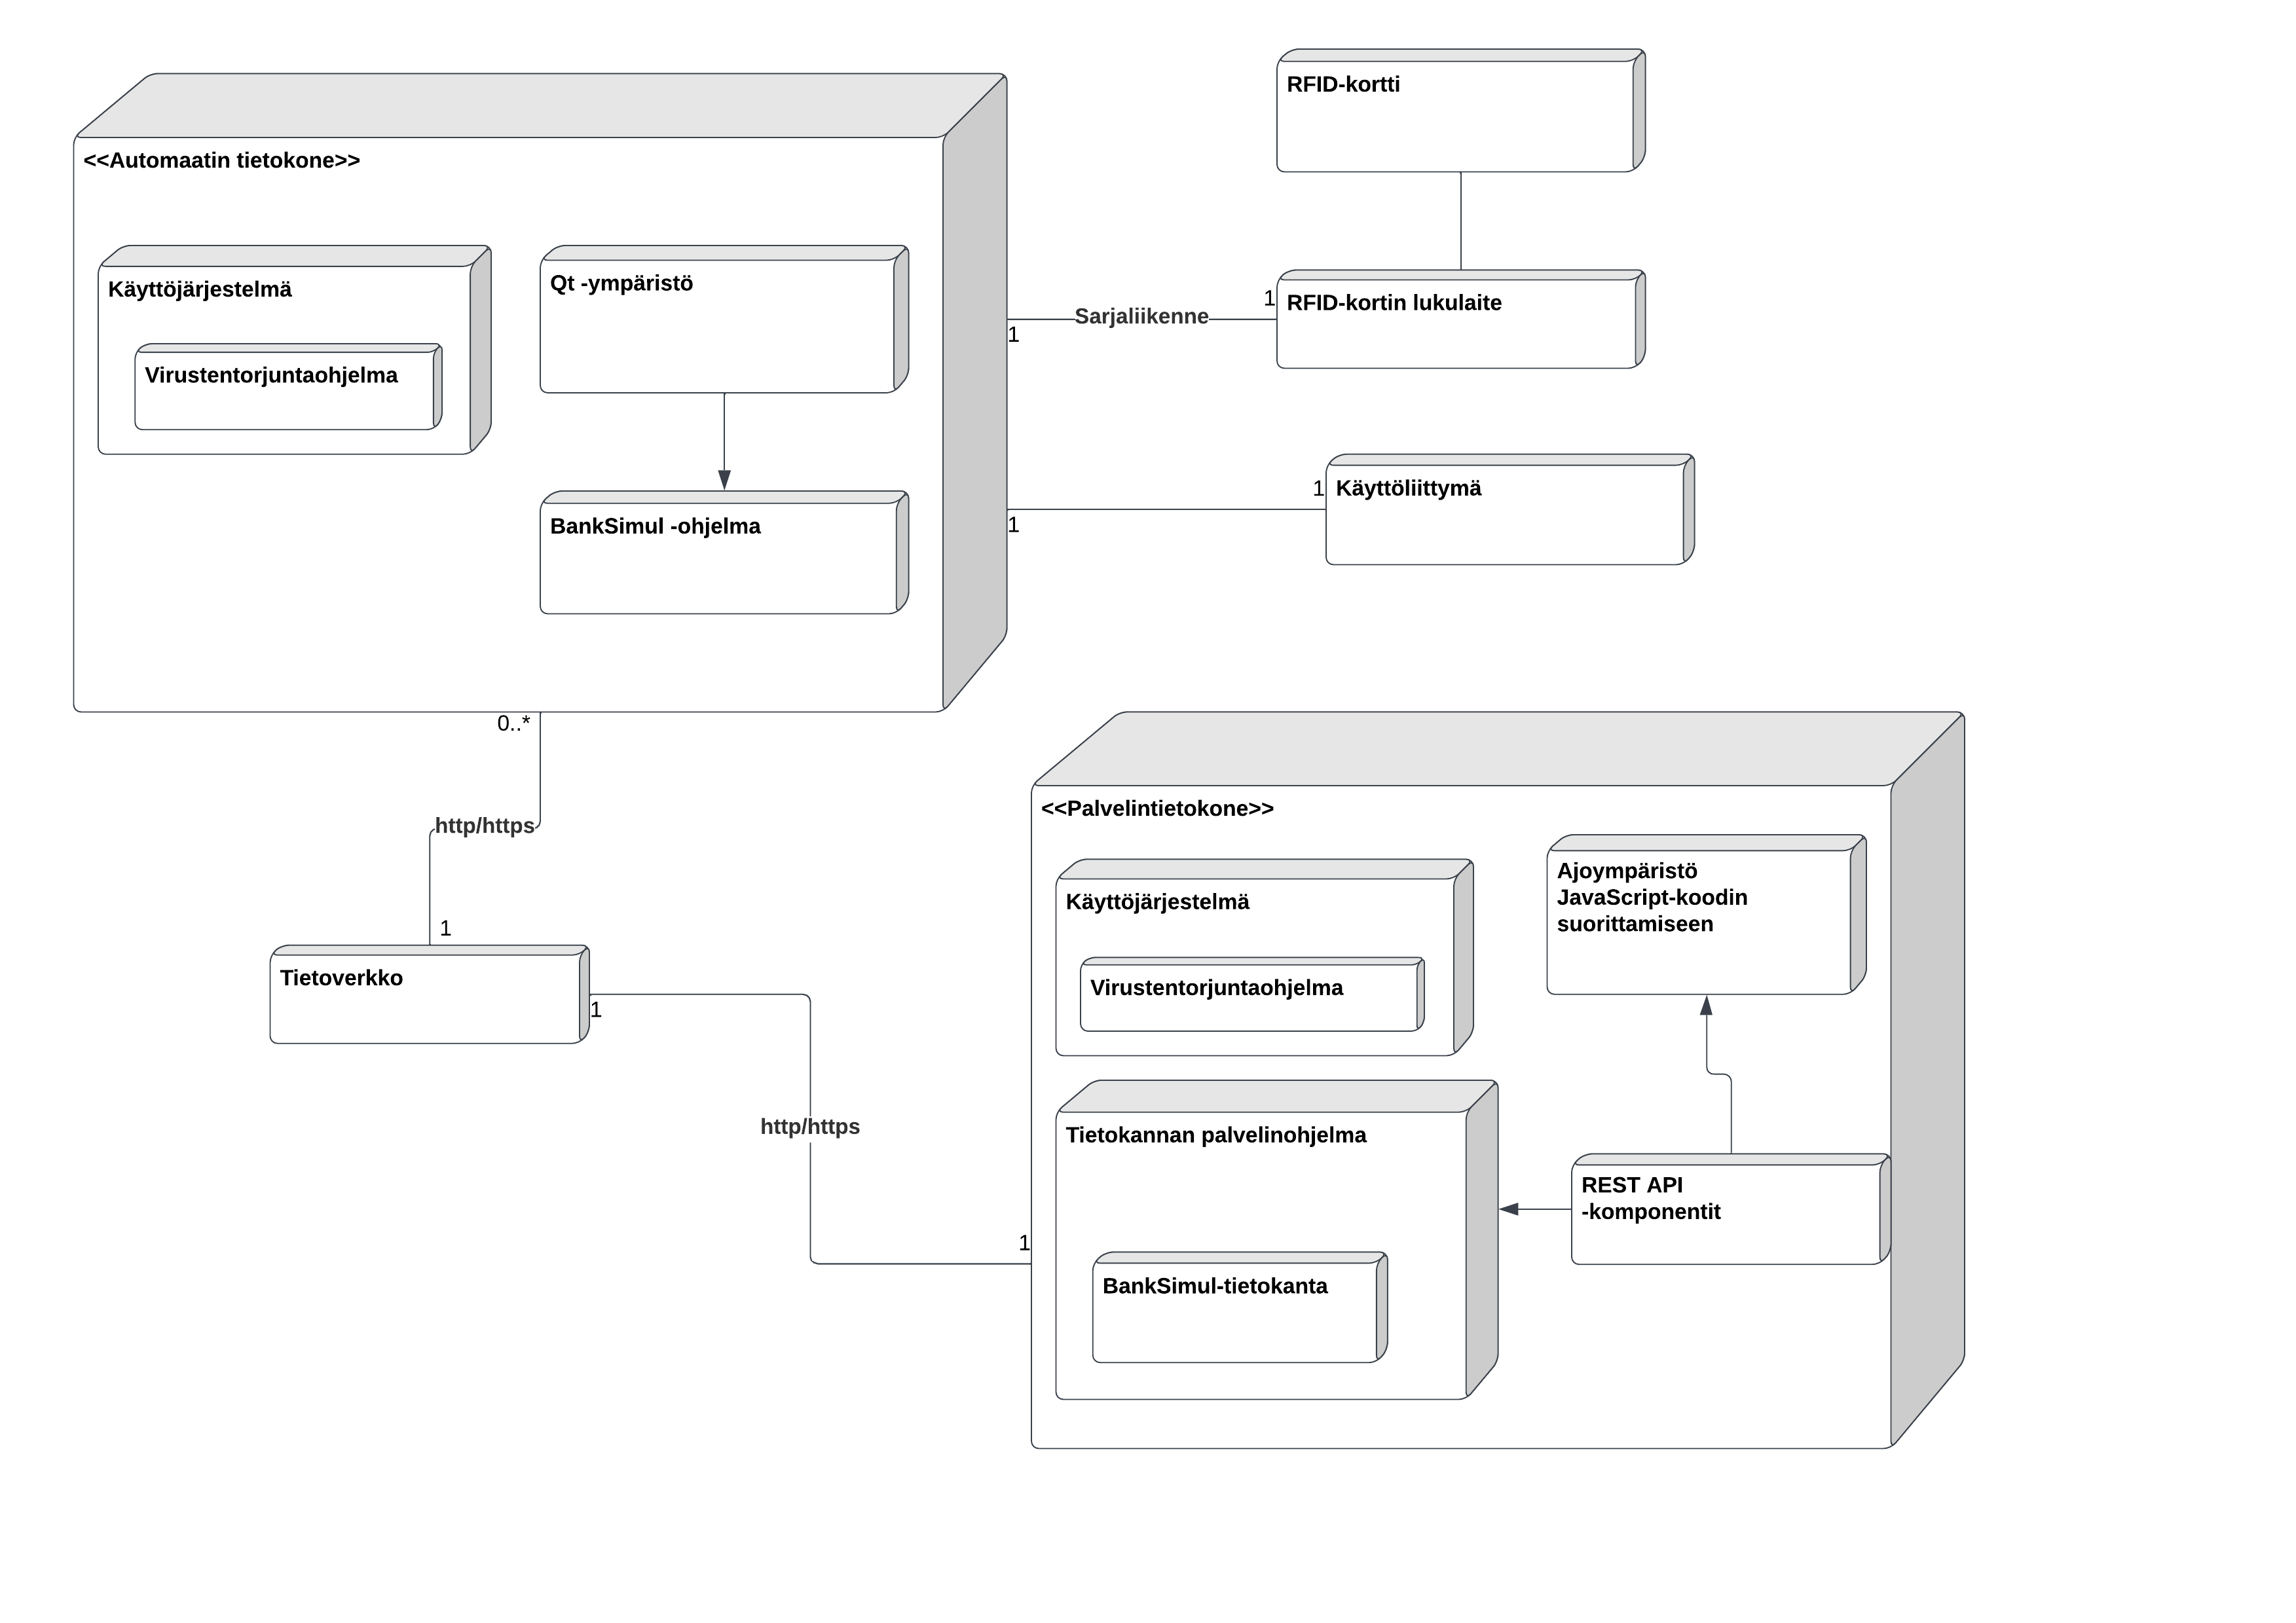 <<Automaatin tietokone>>
Käyttöjärjestelmä
Virustentorjuntaohjelma
Qt -ympäristö
BankSimul -ohjelma
RFID-kortti
1
Sarjaliikenne
1
RFID-kortin lukulaite
1
1
Käyttöliittymä
0..*
http/https
1
Tietoverkko
1
http/https
1
<<Palvelintietokone>>
Käyttöjärjestelmä
Virustentorjuntaohjelma
Ajoympäristö
JavaScript-koodin
suorittamiseen
Tietokannan palvelinohjelma
BankSimul-tietokanta
REST API
-komponentit